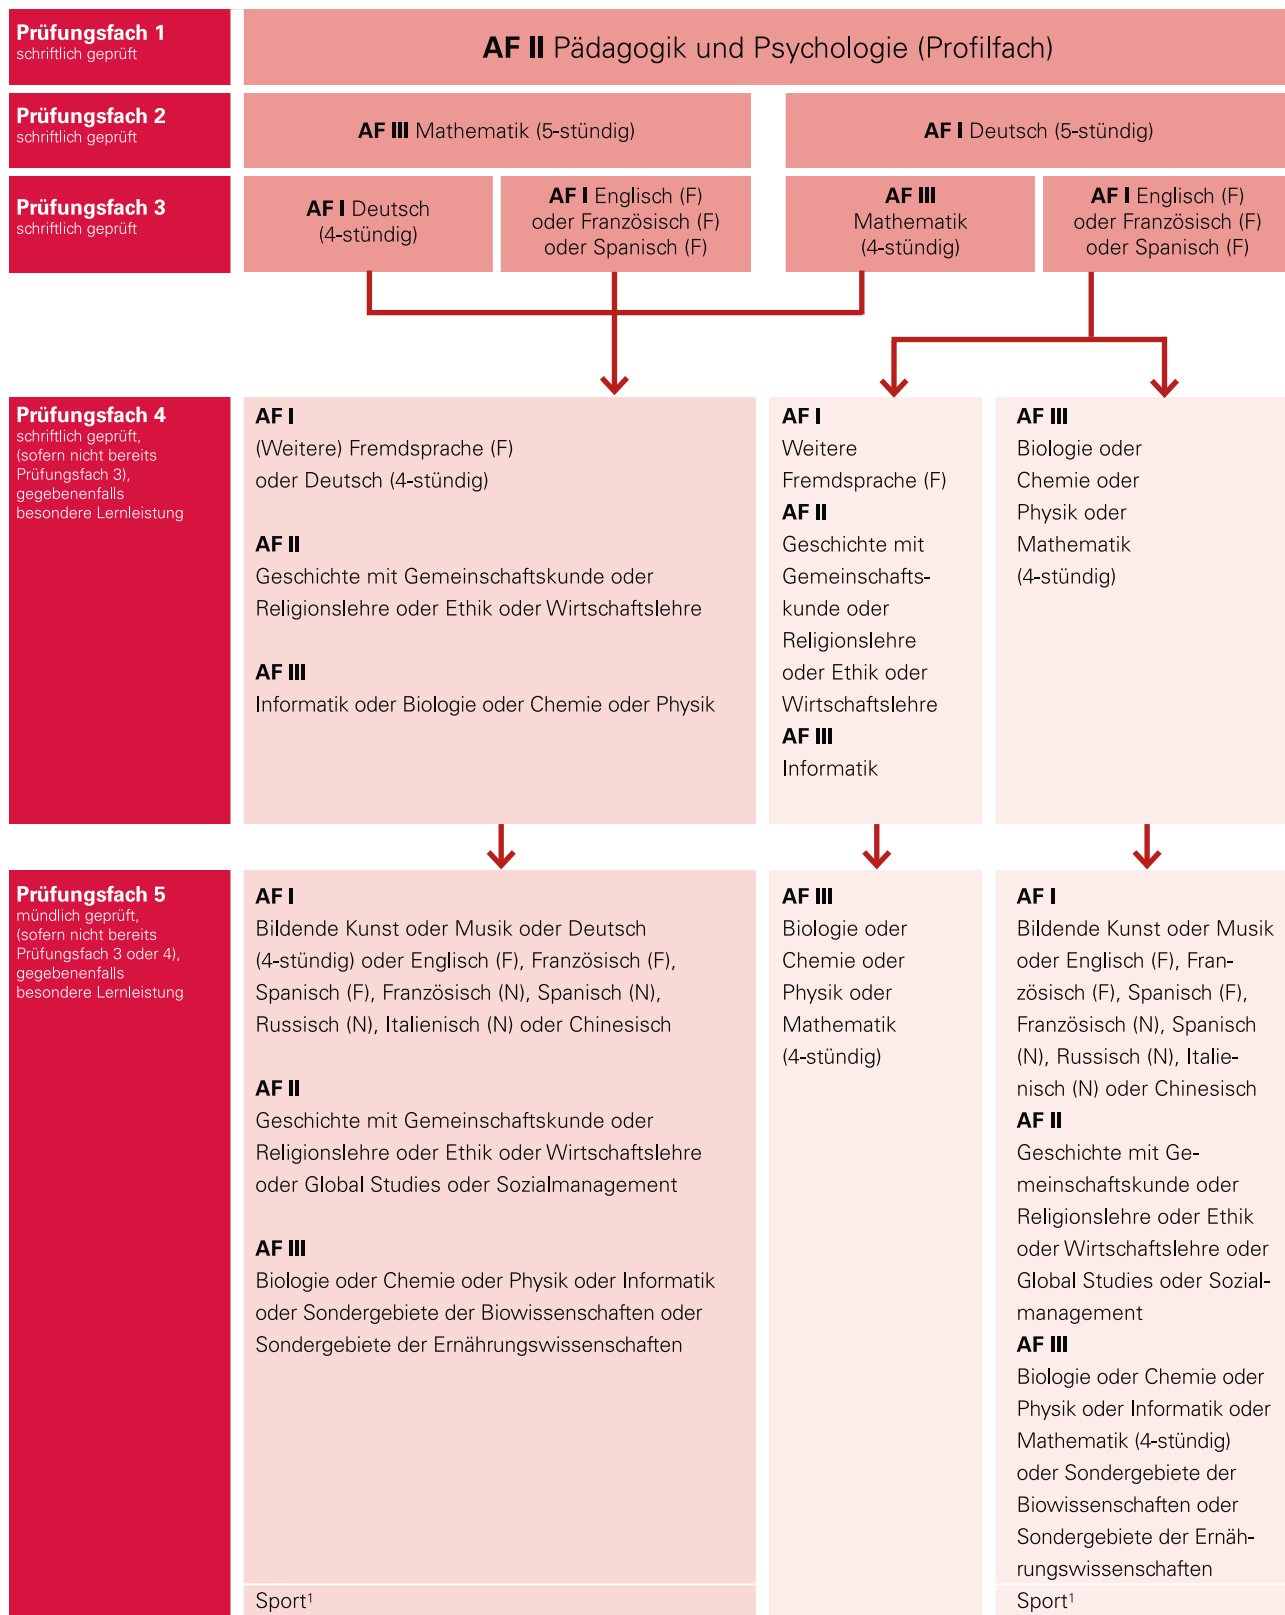 Prüfungsfach 1
schriftlich geprüft
AF II Pädagogik und Psychologie (Profilfach)
Prüfungsfach 2
schriftlich geprüft
AF III Mathematik (5-stündig)
AF I Deutsch (5-stündig)
Prüfungsfach 3
schriftlich geprüft
AF I Deutsch
(4-stündig)
AF I Englisch (F)
oder Französisch (F)
oder Spanisch (F)
AF III
Mathematik
(4-stündig)
AF I Englisch (F)
oder Französisch (F)
oder Spanisch (F)
Prüfungsfach 4
schriftlich geprüft,
(sofern nicht bereits
Prüfungsfach 3),
gegebenenfalls
besondere Lernleistung
AF I
(Weitere) Fremdsprache (F)
oder Deutsch (4-stündig)
AF II
Geschichte mit Gemeinschaftskunde oder
Religionslehre oder Ethik oder Wirtschaftslehre
AF III
Informatik oder Biologie oder Chemie oder Physik
AF I
Weitere
Fremdsprache (F)
AF II
Geschichte mit
Gemeinschafts-
kunde oder
Religionslehre
oder Ethik oder
Wirtschaftslehre
AF III
Informatik
AF III
Biologie oder
Chemie oder
Physik oder
Mathematik
(4-stündig)
Prüfungsfach 5
mündlich geprüft,
(sofern nicht bereits
Prüfungsfach 3 oder 4),
gegebenenfalls
besondere Lernleistung
AF I
Bildende Kunst oder Musik oder Deutsch
(4-stündig) oder Englisch (F), Französisch (F),
Spanisch (F), Französisch (N), Spanisch (N),
Russisch (N), Italienisch (N) oder Chinesisch
AF II
Geschichte mit Gemeinschaftskunde oder
Religionslehre oder Ethik oder Wirtschaftslehre
oder Global Studies oder Sozialmanagement
AF III
Biologie oder Chemie oder Physik oder Informatik
oder Sondergebiete der Biowissenschaften oder
Sondergebiete der Ernährungswissenschaften
Sport¹
AF III
Biologie oder
Chemie oder
Physik oder
Mathematik
(4-stündig)
AF I
Bildende Kunst oder Musik
oder Englisch (F), Fran-
zösisch (F), Spanisch (F),
Französisch (N), Spanisch
(N), Russisch (N), Italie-
nisch (N) oder Chinesisch
AF II
Geschichte mit Ge-
meinschaftskunde oder
Religionslehre oder Ethik
oder Wirtschaftslehre oder
Global Studies oder Sozial-
management
AF III
Biologie oder Chemie oder
Physik oder Informatik oder
Mathematik (4-stündig)
oder Sondergebiete der
Biowissenschaften oder
Sondergebiete der Ernäh-
rungswissenschaften
Sport¹